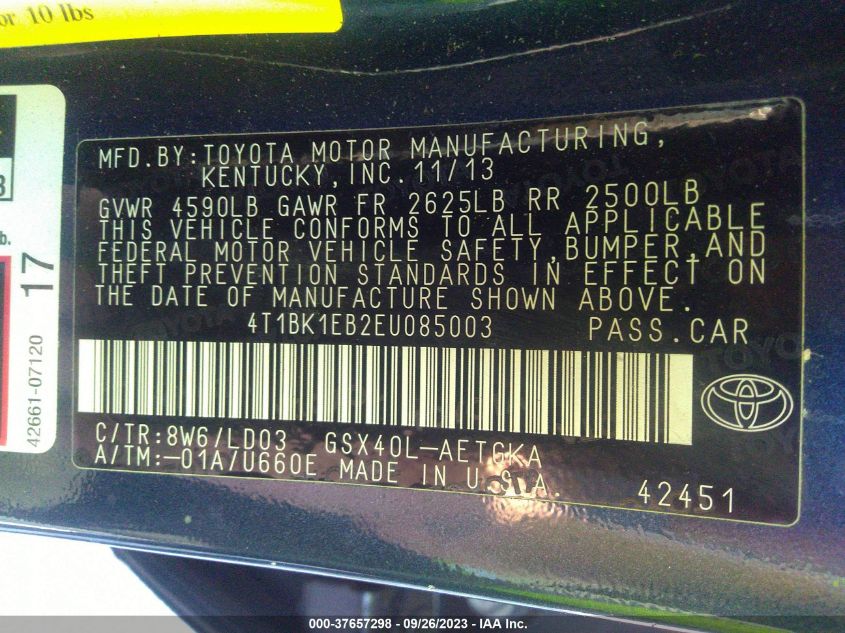 or 10 lbs
MFD.BY:TOYOTA MOTOR MANUFACTURING,
KENTUCKY,INC.11/13
GVWR 4590LB GAWR FR 2625LB RR 2500LB
THIS VEHICLE CONFORMS TO ALL APPLICABLE
FEDERAL MOTOR VEHICLE SAFETY,BUMPER,AND
THEFT PREVENTION STANDARDS IN EFFECT ON
THE DATE OF MANUFACTURE SHOWN ABOVE.
4T1BK1EB2EU085003 PASS.CAR
C/TR:8W6/LD03 GSX40L-AETGKA
A/TM:-01A/U660E MADE IN U.S.A.
42451
b.
17
42661-07120
000-37657298 - 09/26/2023 - IAA Inc.